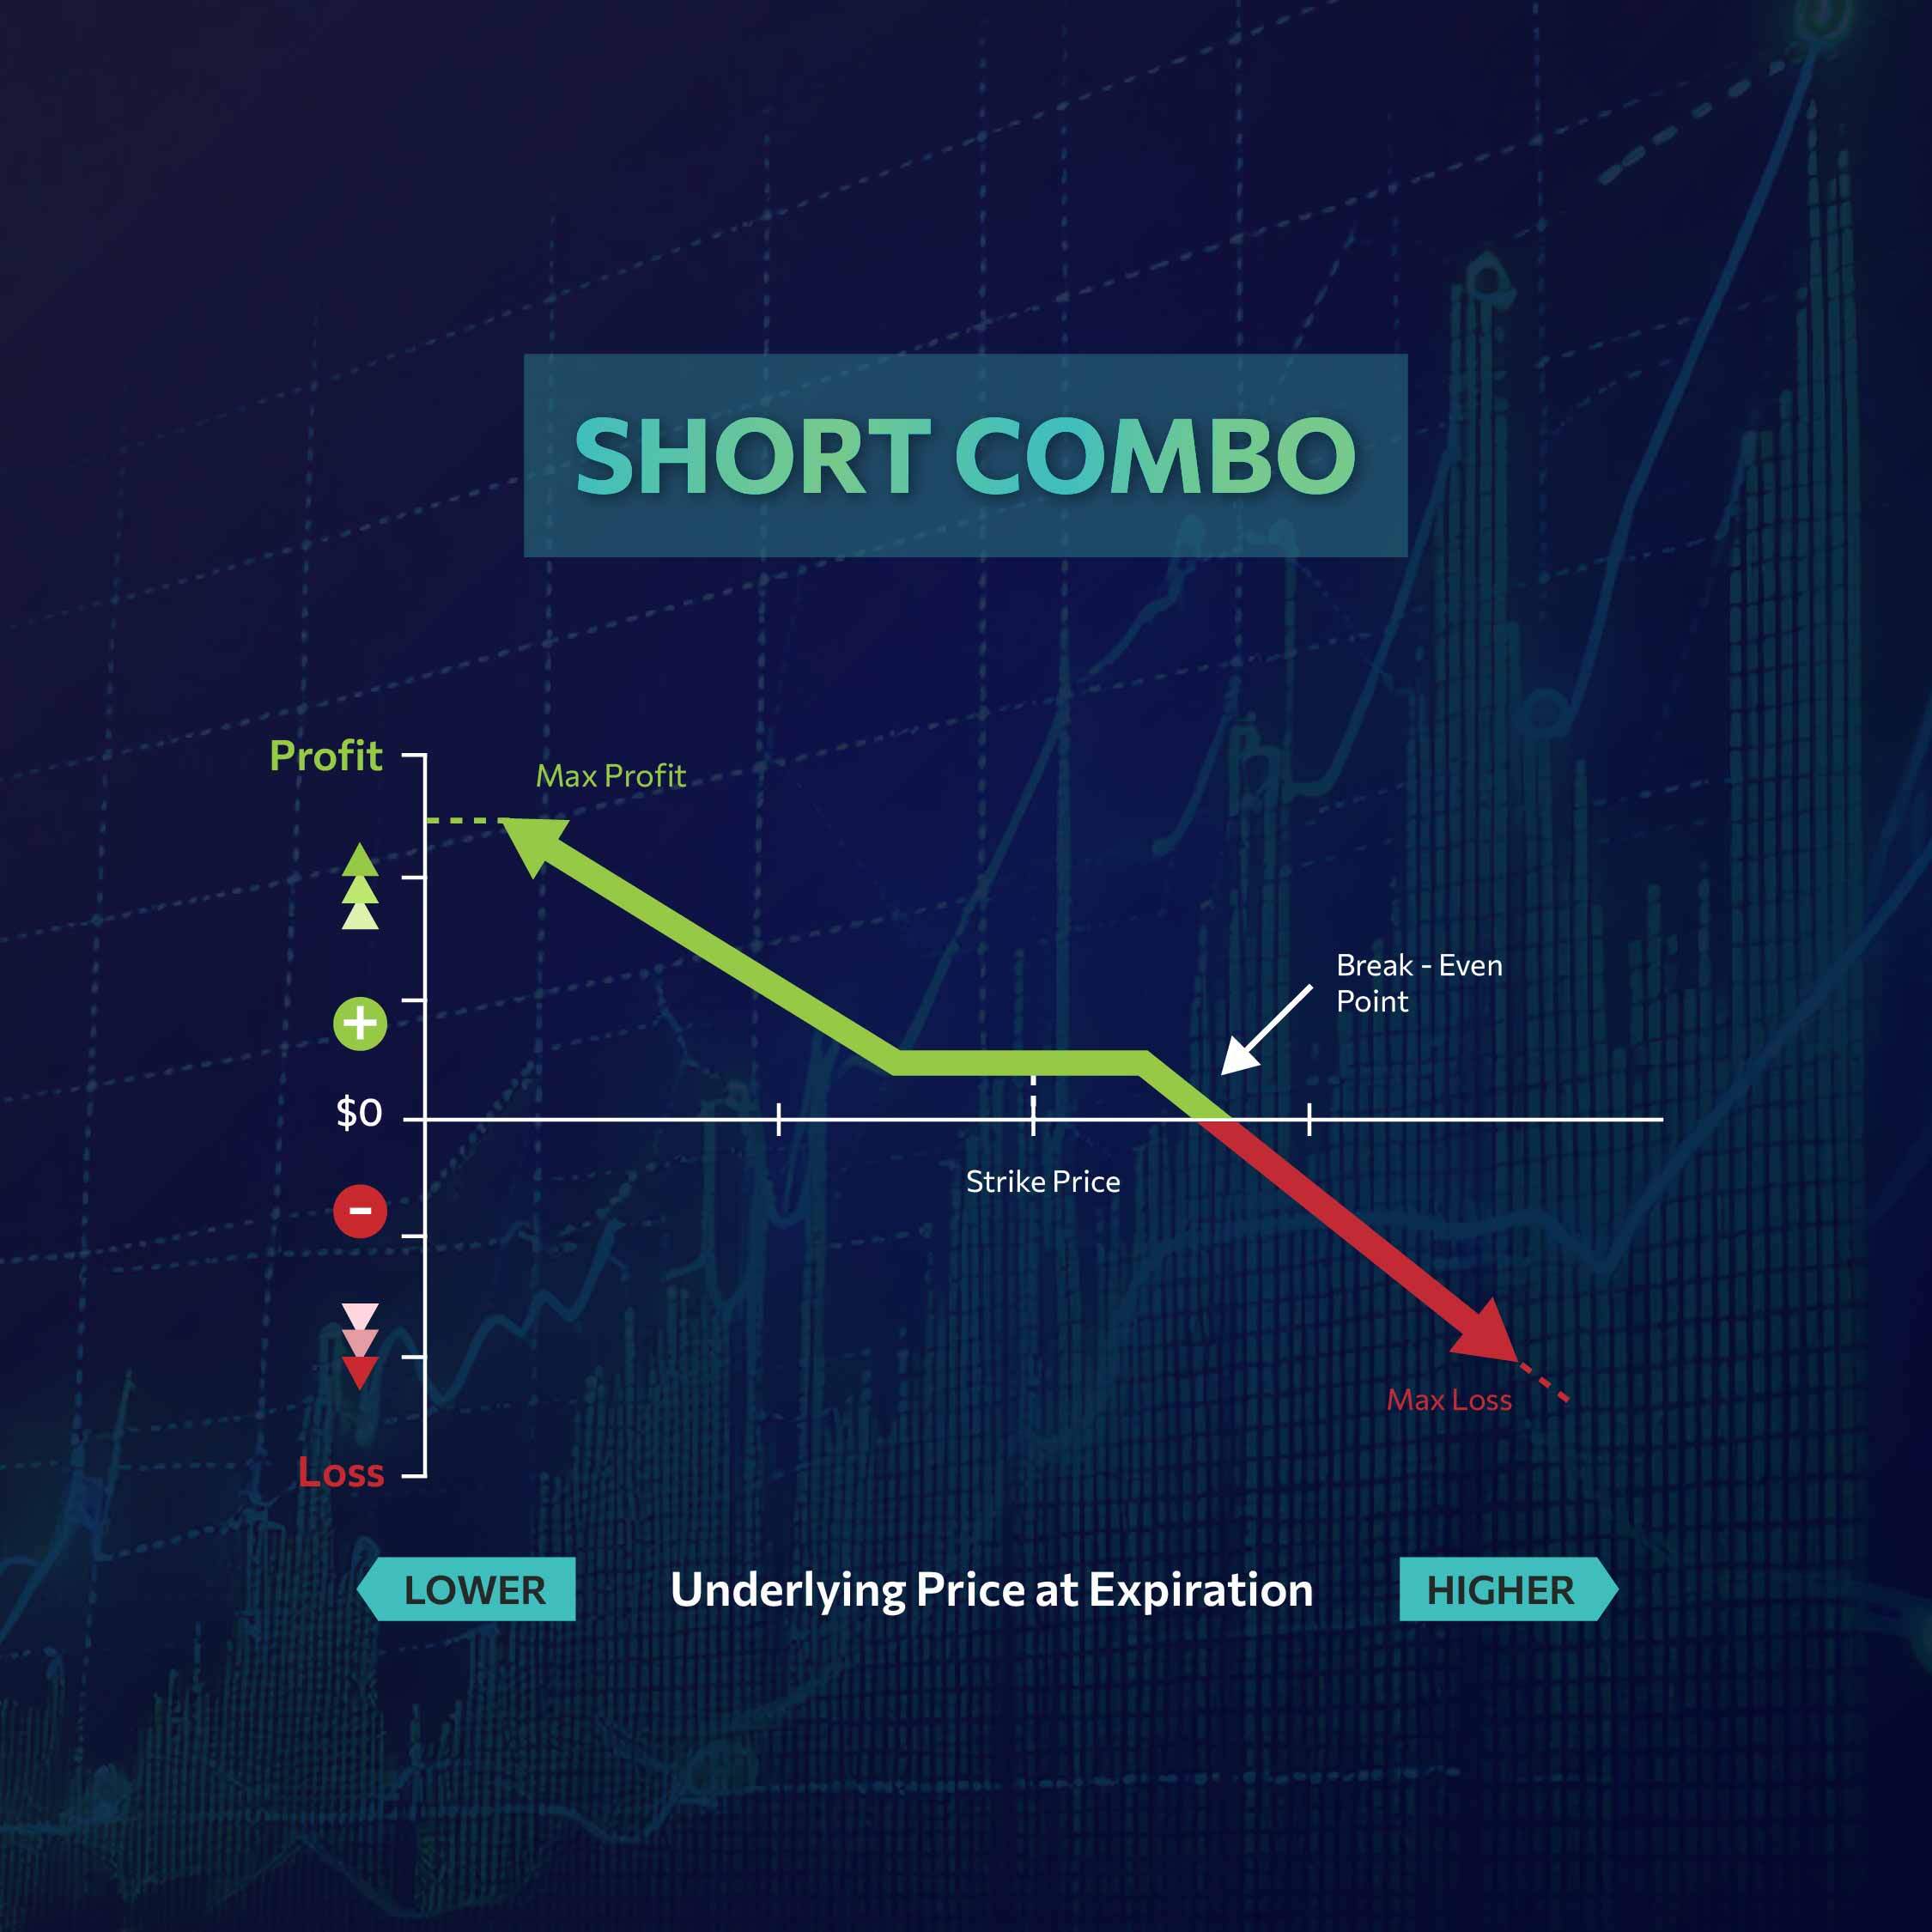 SHORT COMBO
Profit
Max Profit
Break - Even
Point
$0
Strike Price
Max Loss
Loss
LOWER
Underlying Price at Expiration
HIGHER